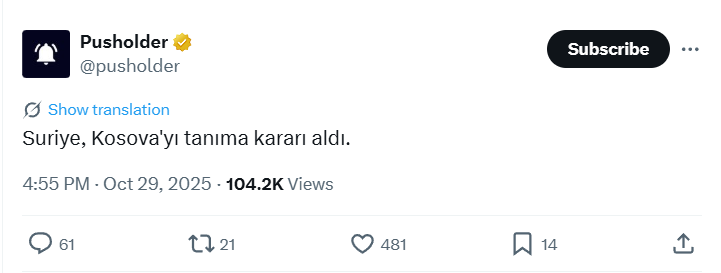 Pusholder
@pusholder
Subscribe
Show translation
Suriye, Kosova'yı tanıma kararı aldı.
4:55 PM · Oct 29, 2025 · 104.2K Views
61 21 481 14